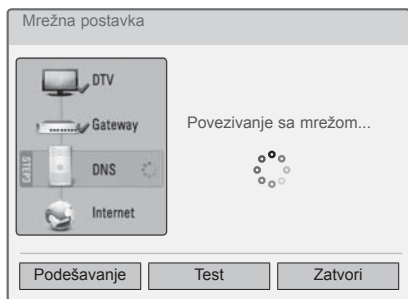 Mrežna postavka
DTV
Gateway
STEP3
DNS
Internet
Povezivanje sa mrežom...
Podešavanje
Test
Zatvori